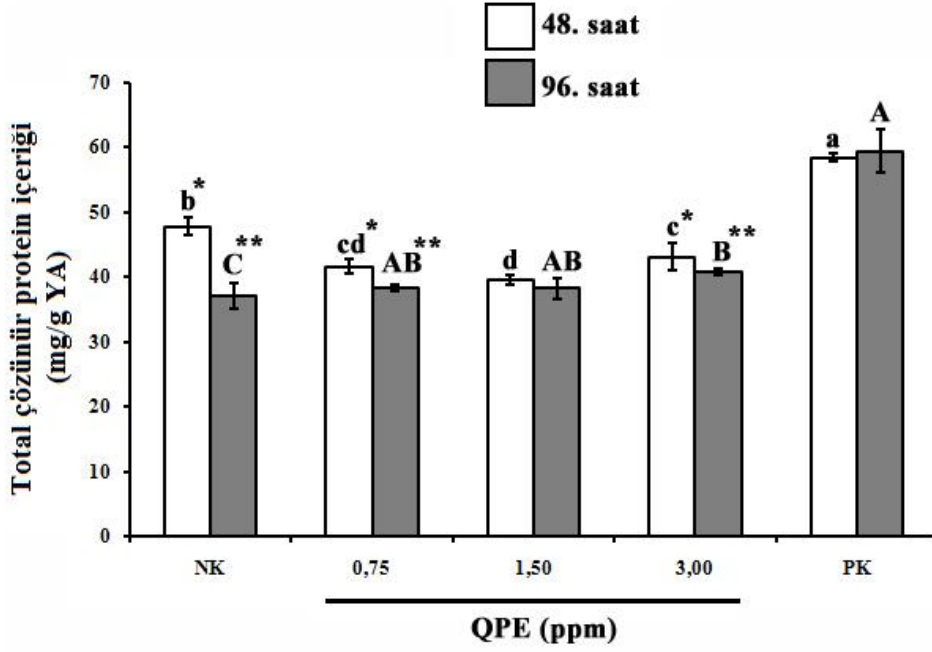 48. saat
96. saat
Total çözünür protein içeriği
(mg/g YA)
70
60
50
40
30
20
10
0
b*
C**
cd*
AB**
d
AB
c*
B**
a
A
NK
0,75
1,50
3,00
PK
QPE (ppm)